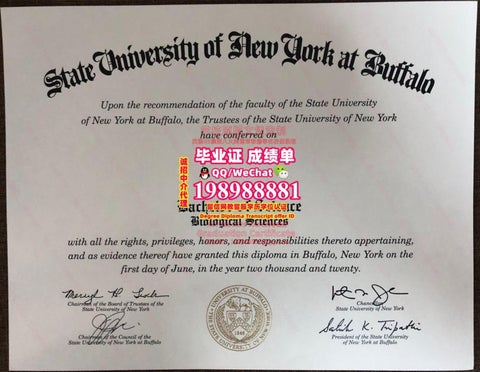 State University of New York at Buffalo
Upon the recommendation of the faculty of the State University
of New York at Buffalo, the Trustees of the State University of New York
have conferred on
毕业证 成绩单
QQ/WeChat
198988881
诚招中介代理
Degree Diploma Transcript offer ID
Bachelor of Science
Biological Sciences
Graduation Certificate
with all the rights, privileges, honors, and responsibilities thereto appertaining,
and as evidence thereof have granted this diploma in Buffalo, New York on the
first day of June, in the year two thousand and twenty.
Chairman of the Board of Trustees of the
State University of New York
Chancellor
State University of New York
Chairman of the Council of the
State University of New York at Buffalo
President of the State University
of New York at Buffalo